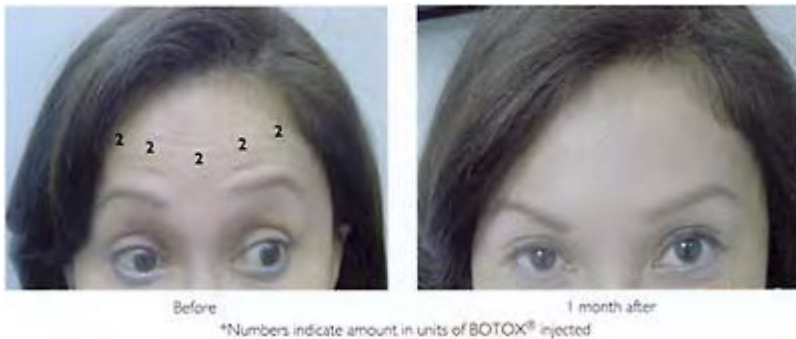 2 2 2 2 2
Before 1 month after
*Numbers indicate amount in units of BOTOX® injected